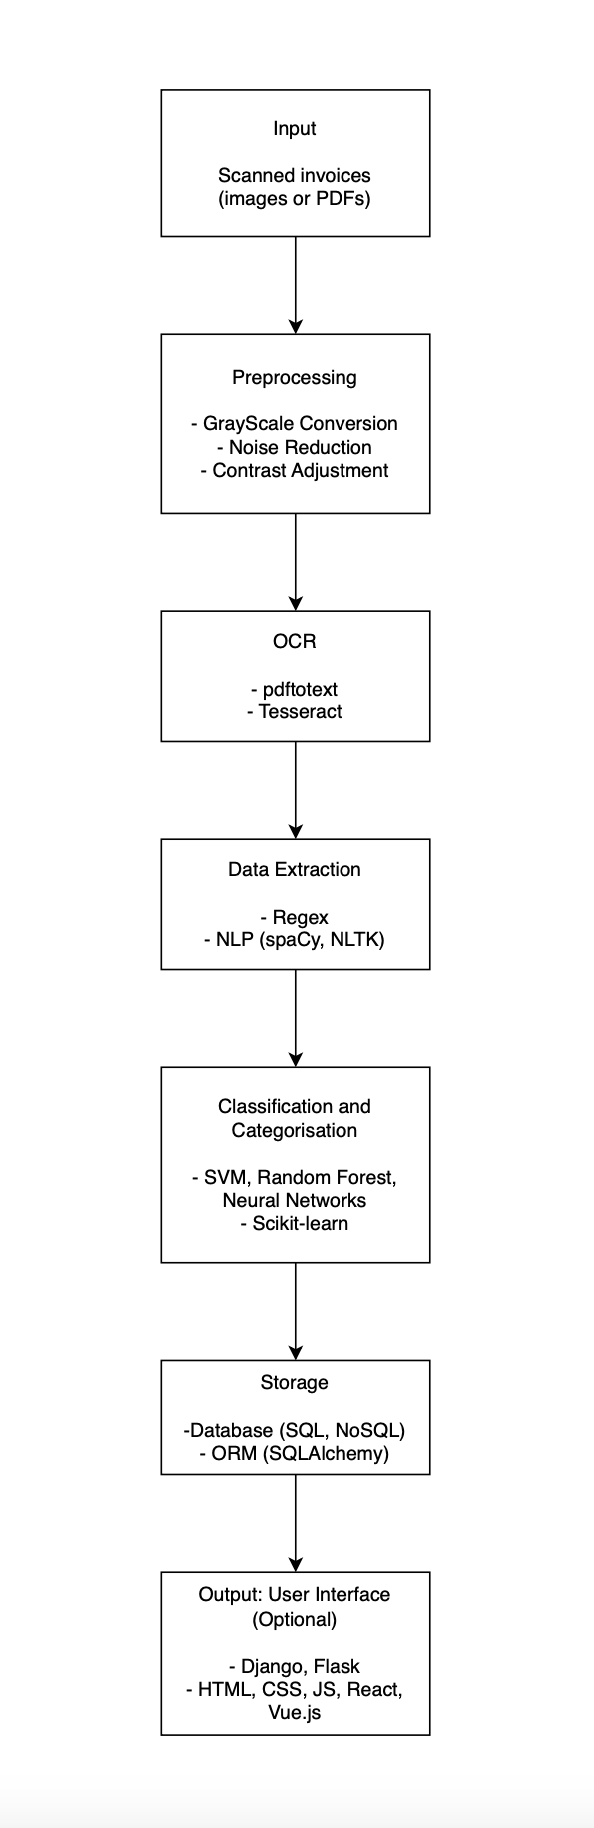 Input
Scanned invoices
(images or PDFs)
Preprocessing
- GrayScale Conversion
- Noise Reduction
- Contrast Adjustment
OCR
- pdftotext
- Tesseract
Data Extraction
- Regex
- NLP (spaCy, NLTK)
Classification and
Categorisation
- SVM, Random Forest,
Neural Networks
- Scikit-learn
Storage
-Database (SQL, NoSQL)
- ORM (SQLAlchemy)
Output: User Interface
(Optional)
- Django, Flask
- HTML, CSS, JS, React,
Vue.js